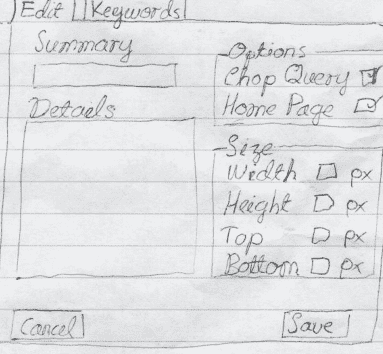 Edit Keywords
Summary
Details
Options
Chop Query
Home Page
Size
Width px
Height px
Top px
Bottom px
Cancel
Save